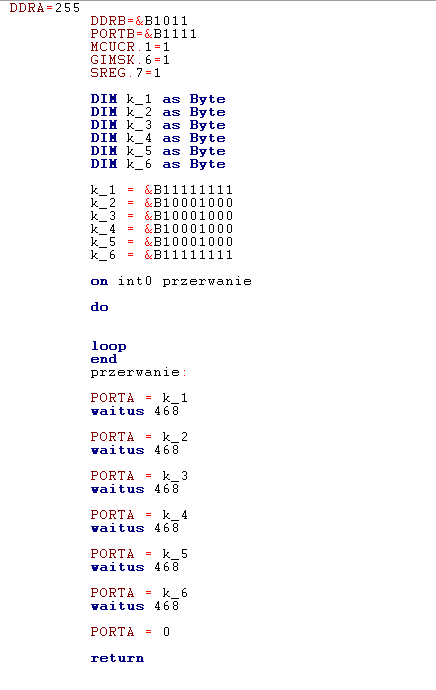 DDRA=255
DDRB=&B1011
PORTB=&B1111
MCUCR.1=1
GIMSK.6=1
SREG.7=1
DIM k_1 as Byte
DIM k_2 as Byte
DIM k_3 as Byte
DIM k_4 as Byte
DIM k_5 as Byte
DIM k_6 as Byte
k_1 = &B11111111
k_2 = &B10001000
k_3 = &B10001000
k_4 = &B10001000
k_5 = &B10001000
k_6 = &B11111111
on int0 przerwanie
do
loop
end
przerwanie:
PORTA = k_1
waitus 468
PORTA = k_2
waitus 468
PORTA = k_3
waitus 468
PORTA = k_4
waitus 468
PORTA = k_5
waitus 468
PORTA = k_6
waitus 468
PORTA = 0
return